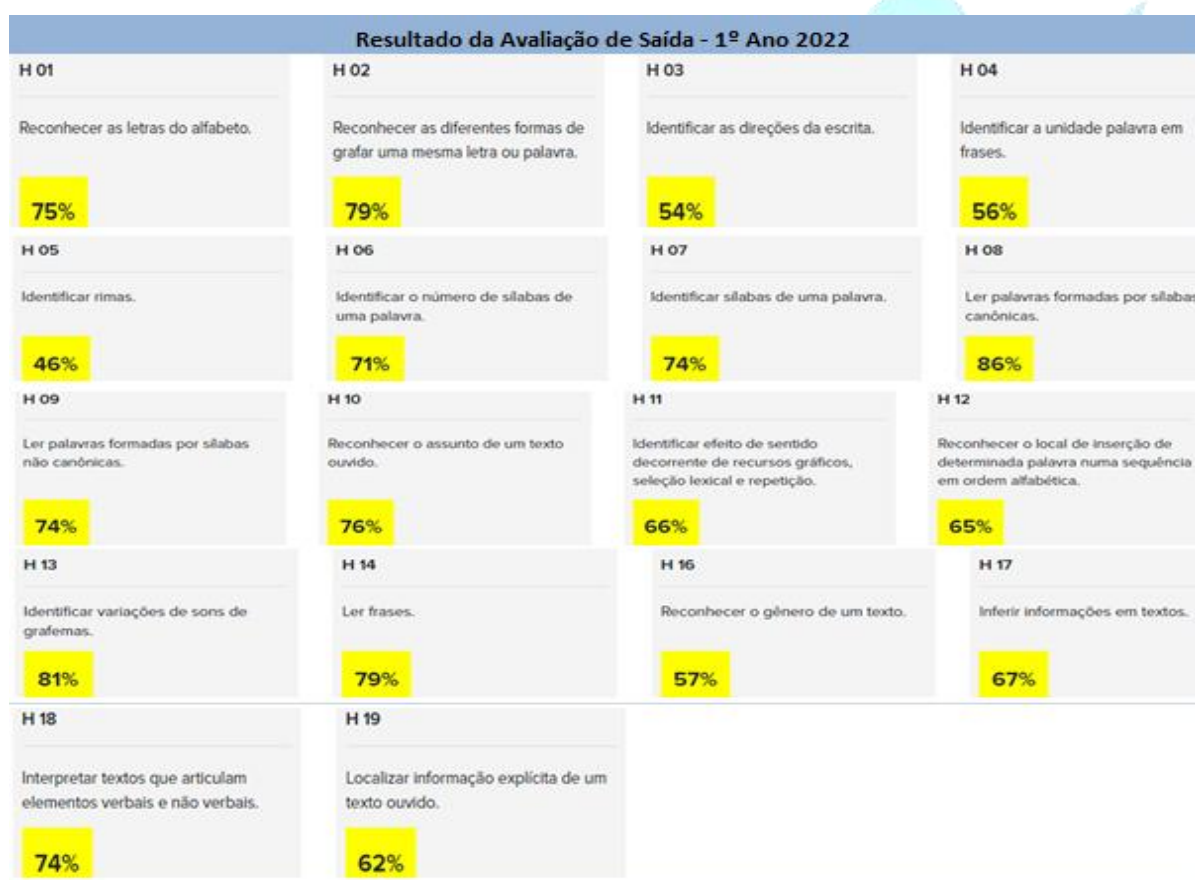 Resultado da Avaliação de Saída - 1º Ano 2022
H 01
Reconhecer as letras do alfabeto.
75%
H 02
Reconhecer as diferentes formas de
grafar uma mesma letra ou palavra.
79%
H 03
Identificar as direções da escrita.
54%
H 04
Identificar a unidade palavra em
frases.
56%
H 05
Identificar rimas.
46%
H 06
Identificar o número de sílabas de
uma palavra.
71%
H 07
Identificar sílabas de uma palavra.
74%
H 08
Ler palavras formadas por sílabas
canônicas.
86%
H 09
Ler palavras formadas por sílabas
não canônicas.
74%
H 10
Reconhecer o assunto de um texto
ouvido.
76%
H 11
Identificar efeito de sentido
decorrente de recursos gráficos,
seleção lexical e repetição.
66%
H 12
Reconhecer o local de inserção de
determinada palavra numa sequência
em ordem alfabética.
65%
H 13
Identificar variações de sons de
grafemas.
81%
H 14
Ler frases.
79%
H 16
Reconhecer o gênero de um texto.
57%
H 17
Inferir informações em textos.
67%
H 18
Interpretar textos que articulam
elementos verbais e não verbais.
74%
H 19
Localizar informação explícita de um
texto ouvido.
62%